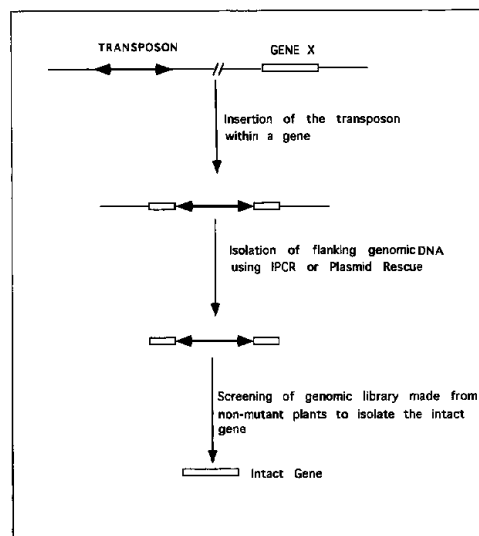 TRANSPOSON GENE X
Insertion of the transposon
within a gene
Isolation of flanking genomic DNA
using IPCR or Plasmid Rescue
Screening of genomic library made from
non-mutant plants to isolate the intact
gene
Intact Gene